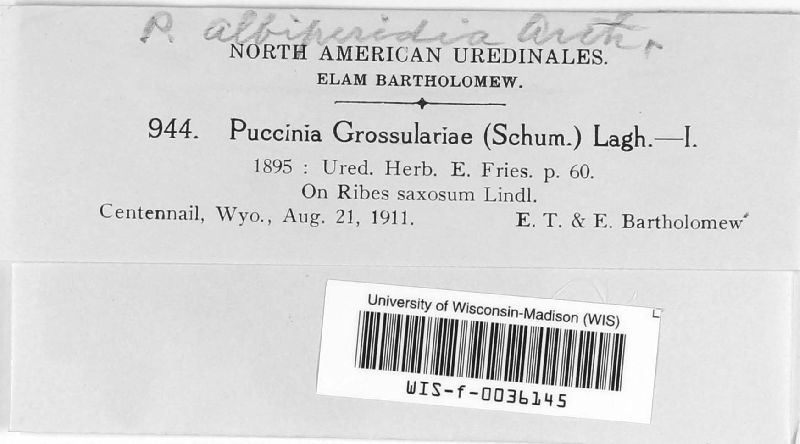 P. albiperidia Arth.
NORTH AMERICAN UREDINALES.
ELAM BARTHOLOMEW.
944. Puccinia Grossulariae (Schum.) Lagh.—I.
1895 : Ured. Herb. E. Fries. p. 60.
On Ribes saxosum Lindl.
Centennail, Wyo., Aug. 21, 1911. E. T. & E. Bartholomew
University of Wisconsin-Madison (WIS)
WIS-f-0036145